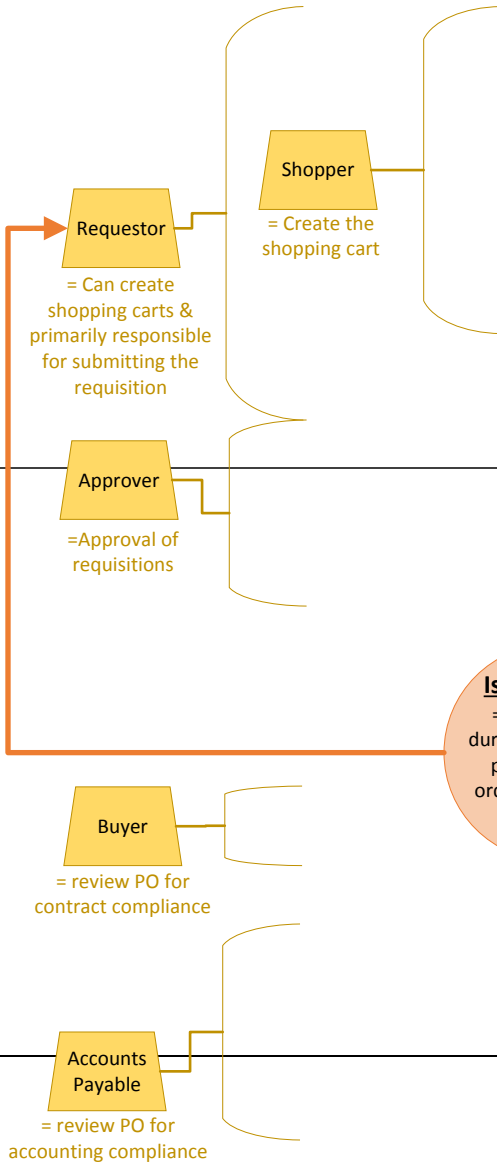 Shopper
= Create the
shopping cart
Requestor
= Can create
shopping carts &
primarily responsible
for submitting the
requisition
Approver
=Approval of
requisitions
Buyer
= review PO for
contract compliance
Accounts
Payable
= review PO for
accounting compliance